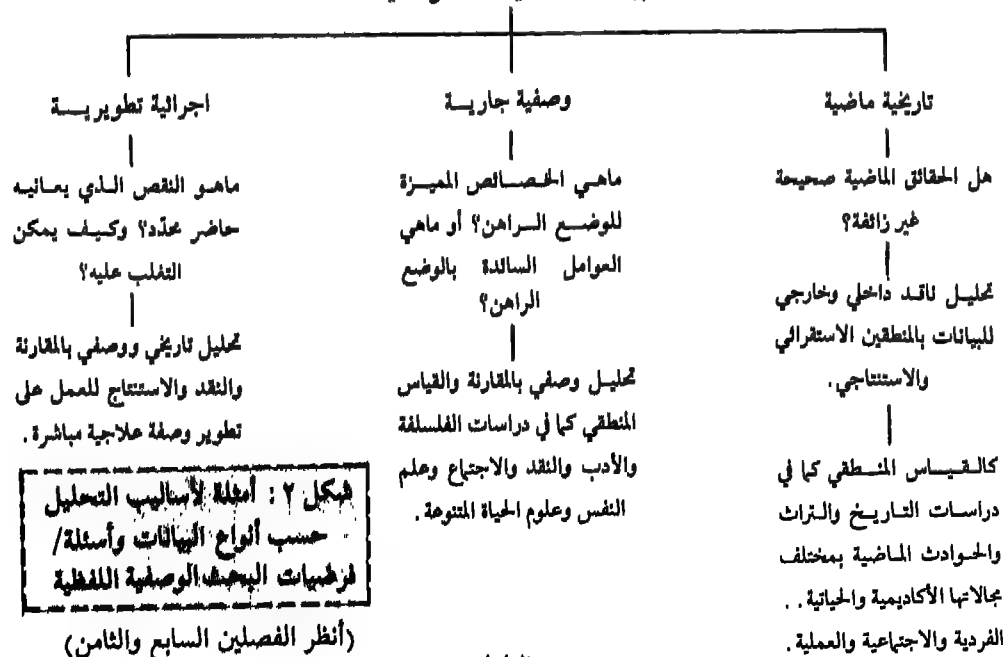 تاريخية ماضية
هل الحقائق الماضية صحيحة
غير زائفة؟
تحليل ناقد داخلي وخارجي
للبيانات بالمنطقين الاستقرائي
والاستنتاجي.
كالقياس المنطقي كما في
دراسات التاريخ والتراث
والحوادث الماضية بمختلف
مجالاتها الأكاديمية والحياتية . .
الفردية والاجتماعية والعملية.
وصفية جارية
ماهي الخصائص المميزة
للوضع الراهن؟ أو ماهي
العوامل السائدة بالوضع
الراهن؟
تحليل وصفي بالمقارنة والقياس
المنطقي كما في دراسات الفلسفة
والأدب والنقد والاجتماع وعلم
النفس وعلوم الحياة المتنوعة.
اجرائية تطويرية
ماهو النقص الذي يعانيه
حاضر محدّد؟ وكيف يمكن
التغلب عليه؟
تحليل تاريخي ووصفي بالمقارنة
والنقد والاستنتاج للعمل على
تطوير وصفة علاجية مباشرة.
شكل ٢ : أمثلة لأساليب التحليل
حسب أنواع البيانات وأسئلة/
فرضيات البحث الوصفية اللفظية
(أنظر الفصلين السابع والثامن)